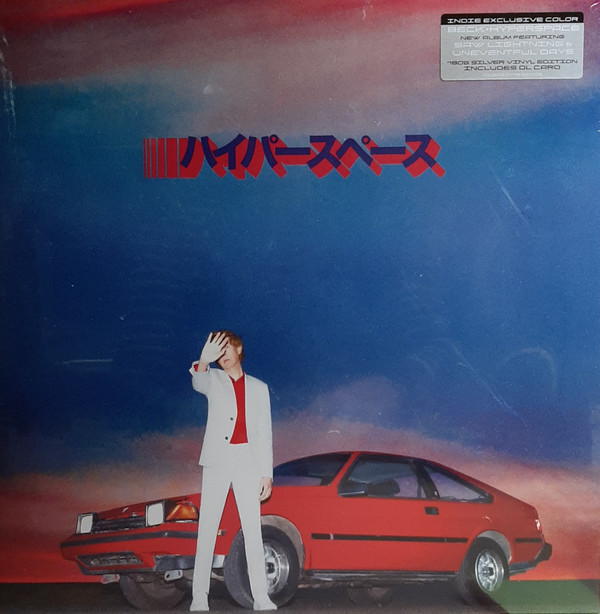 INDIE EXCLUSIVE COLOR
BECK • HYPERSPACE
NEW ALBUM FEATURING
SAW LIGHTNING &
UNEVENTFUL DAYS
180G SILVER VINYL EDITION
INCLUDES DL CARD
ハイパースペース